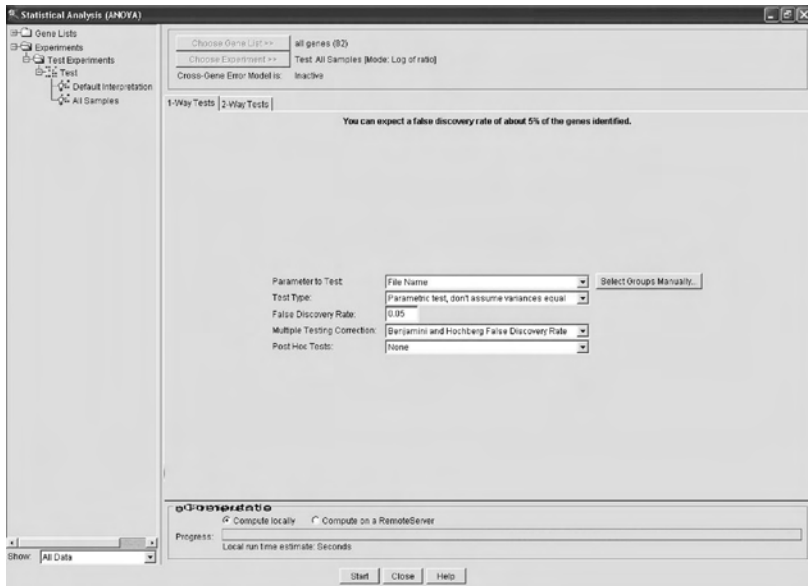 Statistical Analysis (ANOVA)
Gene Lists
Experiments
Test Experiments
Test
Default Interpretation
All Samples
Show: All Data
Choose Gene List >> all genes (82)
Choose Experiment >> Test All Samples [Mode: Log of ratio]
Cross-Gene Error Model is: Inactive
1-Way Tests 2-Way Tests
You can expect a false discovery rate of about 5% of the genes identified.
Parameter to Test: File Name Select Groups Manually...
Test Type: Parametric test, don't assume variances equal
False Discovery Rate: 0.05
Multiple Testing Correction: Benjamini and Hochberg False Discovery Rate
Post Hoc Tests: None
Compute locally Compute on a RemoteServer
Progress:
Local run time estimate: Seconds
Start Close Help